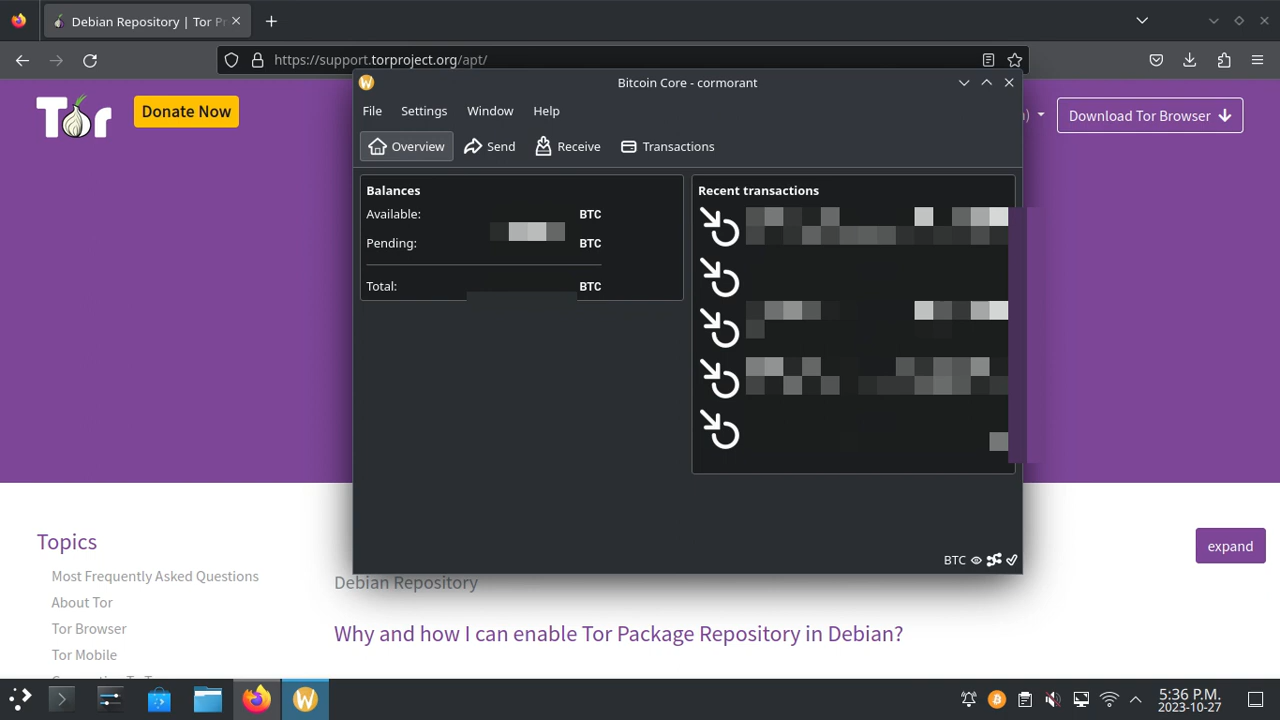 Debian Repository | Tor Pr
https://support.torproject.org/apt/
Tor
Donate Now
Download Tor Browser
Bitcoin Core - cormorant
File Settings Window Help
Overview Send Receive Transactions
Balances
Available: BTC
Pending: BTC
Total: BTC
Recent transactions
BTC
Topics
Most Frequently Asked Questions
About Tor
Tor Browser
Tor Mobile
expand
Debian Repository
Why and how I can enable Tor Package Repository in Debian?
5:36 P.M.
2023-10-27